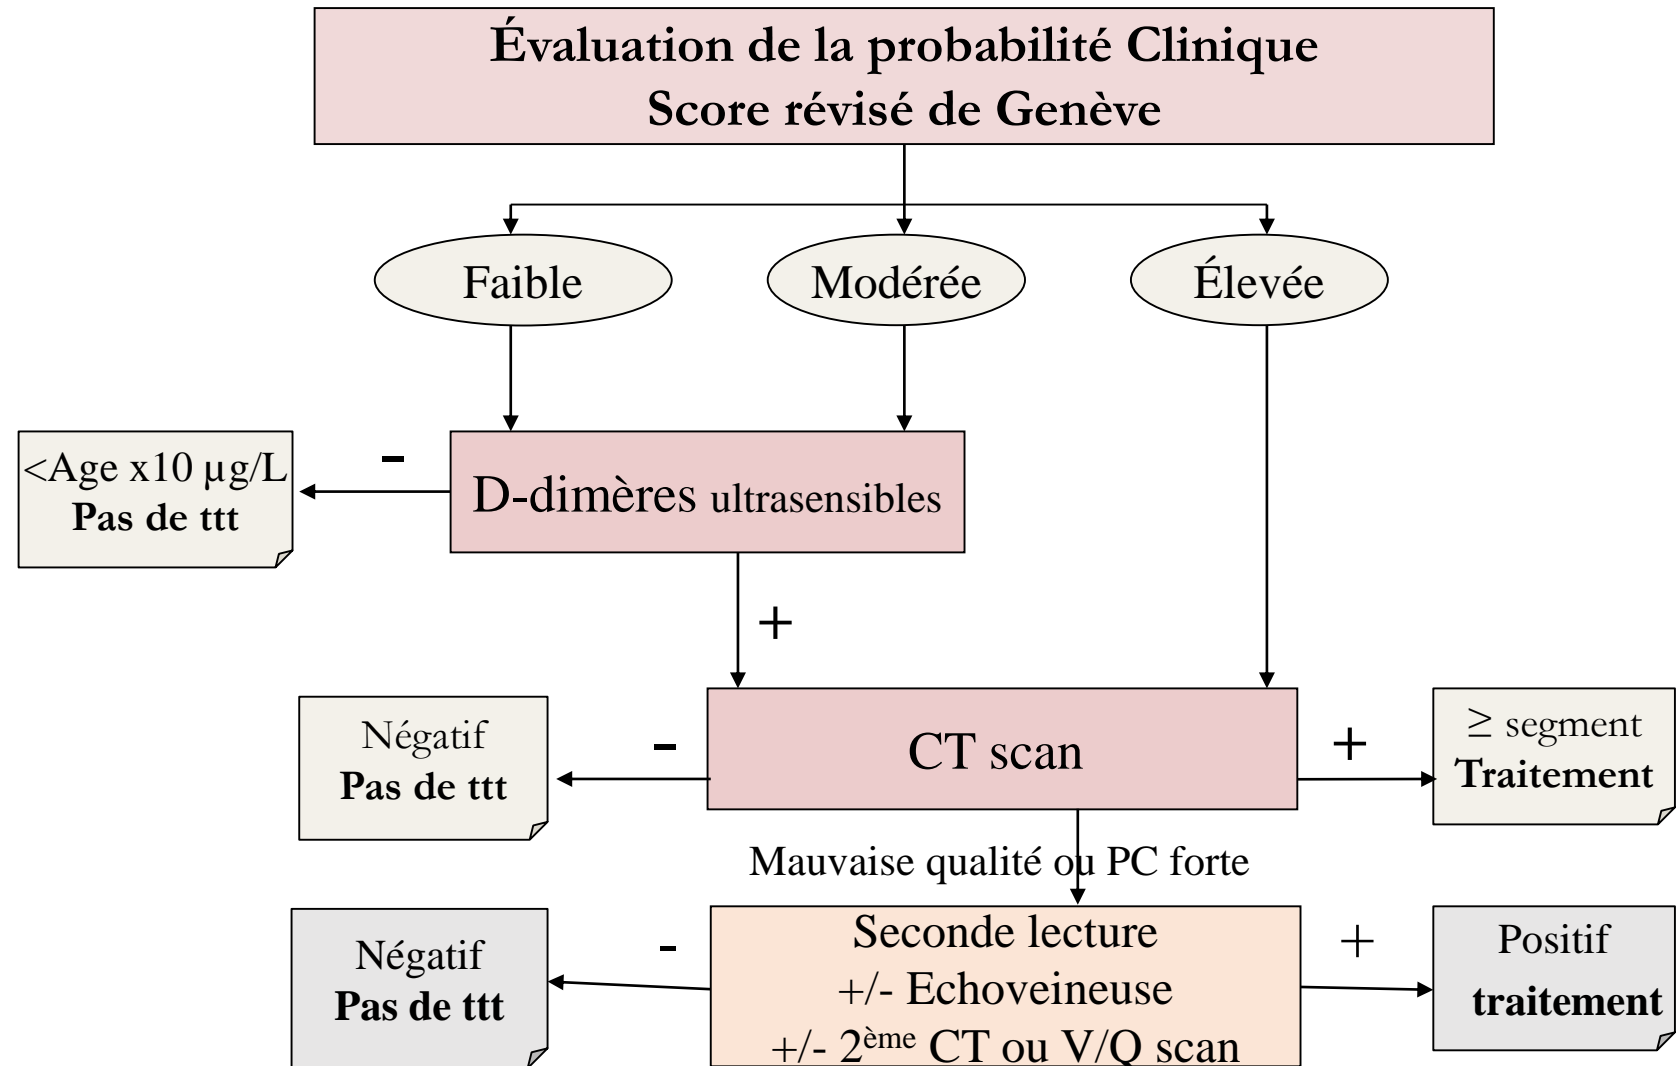 Évaluation de la probabilité Clinique
Score révisé de Genève
Faible
Modérée
Élevée
<Age x10 µg/L
Pas de ttt
-
D-dimères ultrasensibles
+
Négatif
Pas de ttt
-
CT scan
+
≥ segment
Traitement
Mauvaise qualité ou PC forte
Négatif
Pas de ttt
-
Seconde lecture
+/- Echoveineuse
+/- 2ème CT ou V/Q scan
+
Positif
traitement